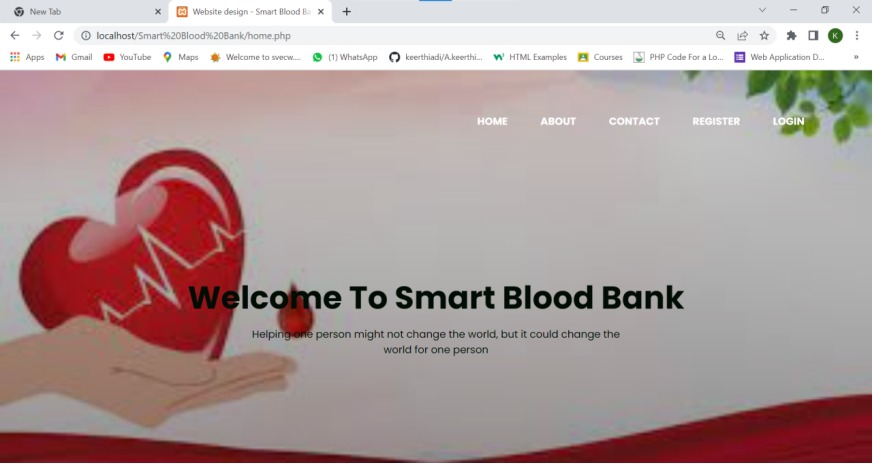 New Tab
Website design - Smart Blood Ba
localhost/Smart%20Blood%20Bank/home.php
K
Apps Gmail YouTube Maps Welcome to svecw.... (1) WhatsApp keerthiadi/A.keerthi... HTML Examples Courses PHP Code For a Lo... Web Application D... »
HOME ABOUT CONTACT REGISTER LOGIN
Welcome To Smart Blood Bank
Helping one person might not change the world, but it could change the
world for one person